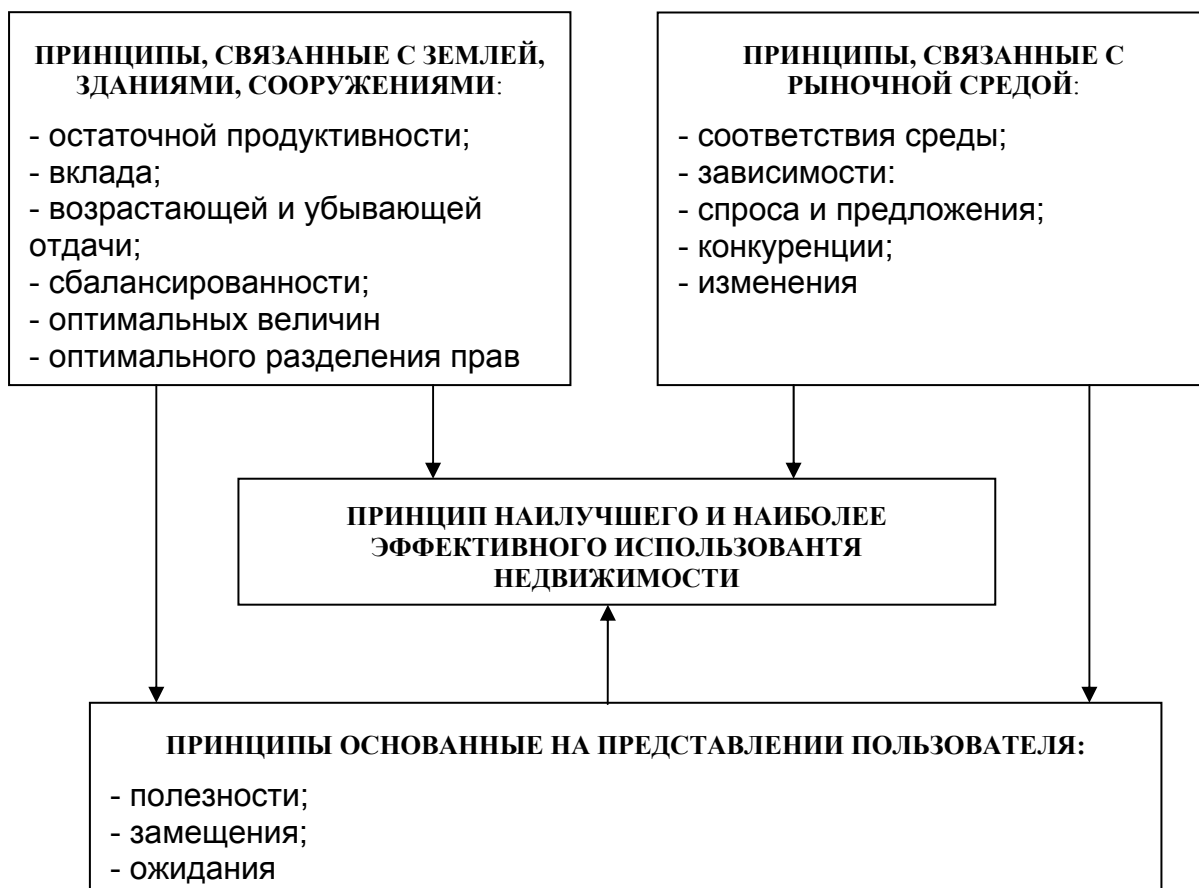 ПРИНЦИПЫ, СВЯЗАННЫЕ С ЗЕМЛЕЙ,
ЗДАНИЯМИ, СООРУЖЕНИЯМИ:
- остаточной продуктивности;
- вклада;
- возрастающей и убывающей
отдачи;
- сбалансированности;
- оптимальных величин
- оптимального разделения прав
ПРИНЦИПЫ, СВЯЗАННЫЕ С
РЫНОЧНОЙ СРЕДОЙ:
- соответствия среды;
- зависимости:
- спроса и предложения;
- конкуренции;
- изменения
ПРИНЦИП НАИЛУЧШЕГО И НАИБОЛЕЕ
ЭФФЕКТИВНОГО ИСПОЛЬЗОВАНТЯ
НЕДВИЖИМОСТИ
ПРИНЦИПЫ ОСНОВАННЫЕ НА ПРЕДСТАВЛЕНИИ ПОЛЬЗОВАТЕЛЯ:
- полезности;
- замещения;
- ожидания